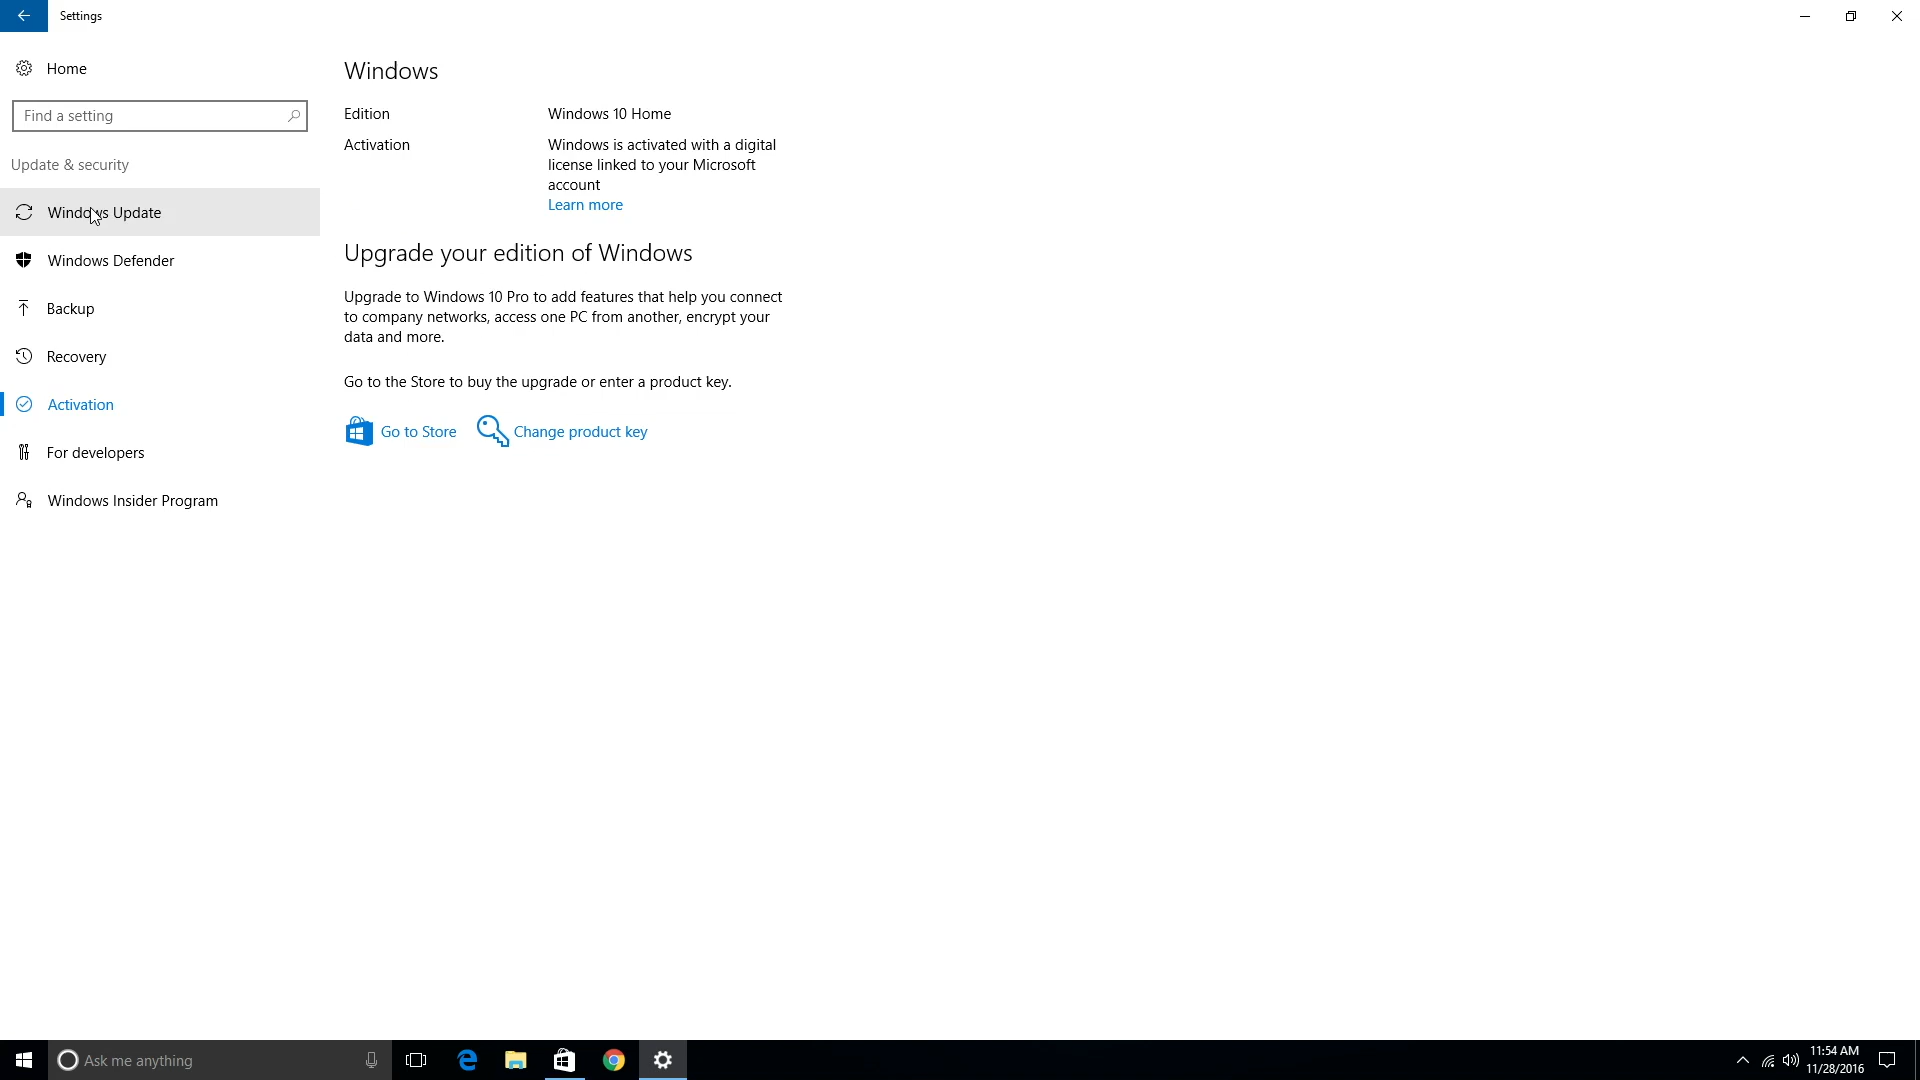 Settings
Home
Find a setting
Update & security
Windows Update
Windows Defender
Backup
Recovery
Activation
For developers
Windows Insider Program
Windows
Edition
Windows 10 Home
Activation
Windows is activated with a digital
license linked to your Microsoft
account
Learn more
Upgrade your edition of Windows
Upgrade to Windows 10 Pro to add features that help you connect
to company networks, access one PC from another, encrypt your
data and more.
Go to the Store to buy the upgrade or enter a product key.
Go to Store
Change product key
Ask me anything
11:54 AM
11/28/2016